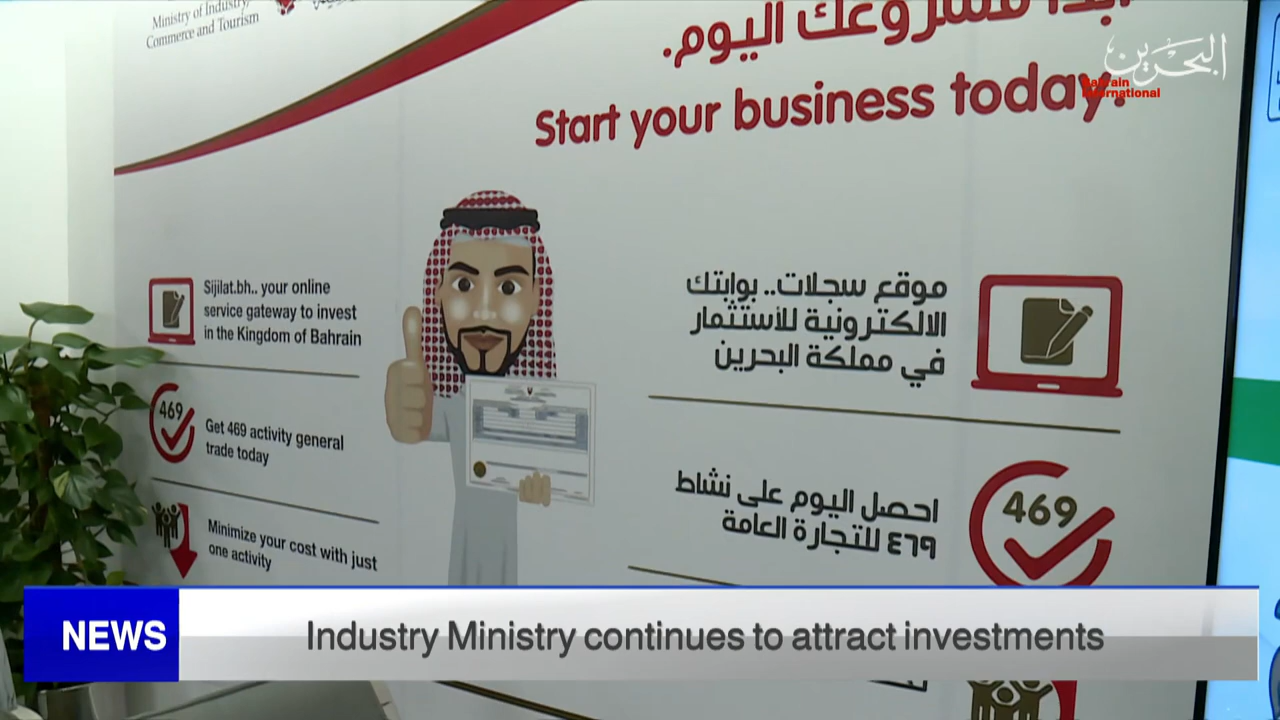 Ministry of Industry,
Commerce and Tourism
ابدأ مشروعك اليوم.
Start your business today.
البحرين
Bahrain
International
Sijilat.bh.. your online
service gateway to invest
in the Kingdom of Bahrain
469
Get 469 activity general
trade today
Minimize your cost with just
one activity
موقع سجلات.. بوابتك
الالكترونية للأستثمار
في مملكة البحرين
احصل اليوم على نشاط
٤٦٩ للتجارة العامة
469
NEWS
Industry Ministry continues to attract investments